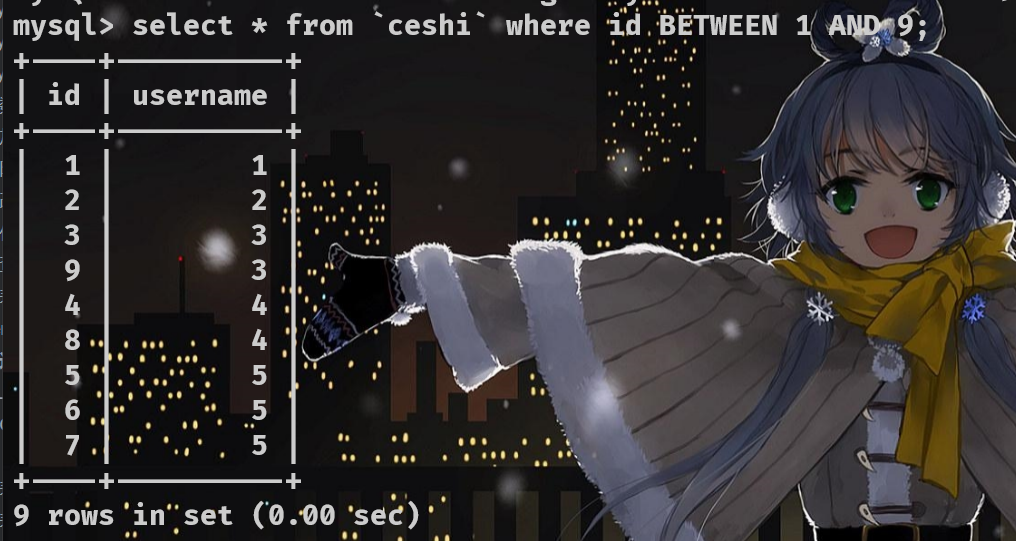 mysql> select * from `ceshi` where id BETWEEN 1 AND 9;
+----+----------+
| id | username |
+----+----------+
|  1 |        1 |
|  2 |        2 |
|  3 |        3 |
|  9 |        3 |
|  4 |        4 |
|  8 |        4 |
|  5 |        5 |
|  6 |        5 |
|  7 |        5 |
+----+----------+
9 rows in set (0.00 sec)